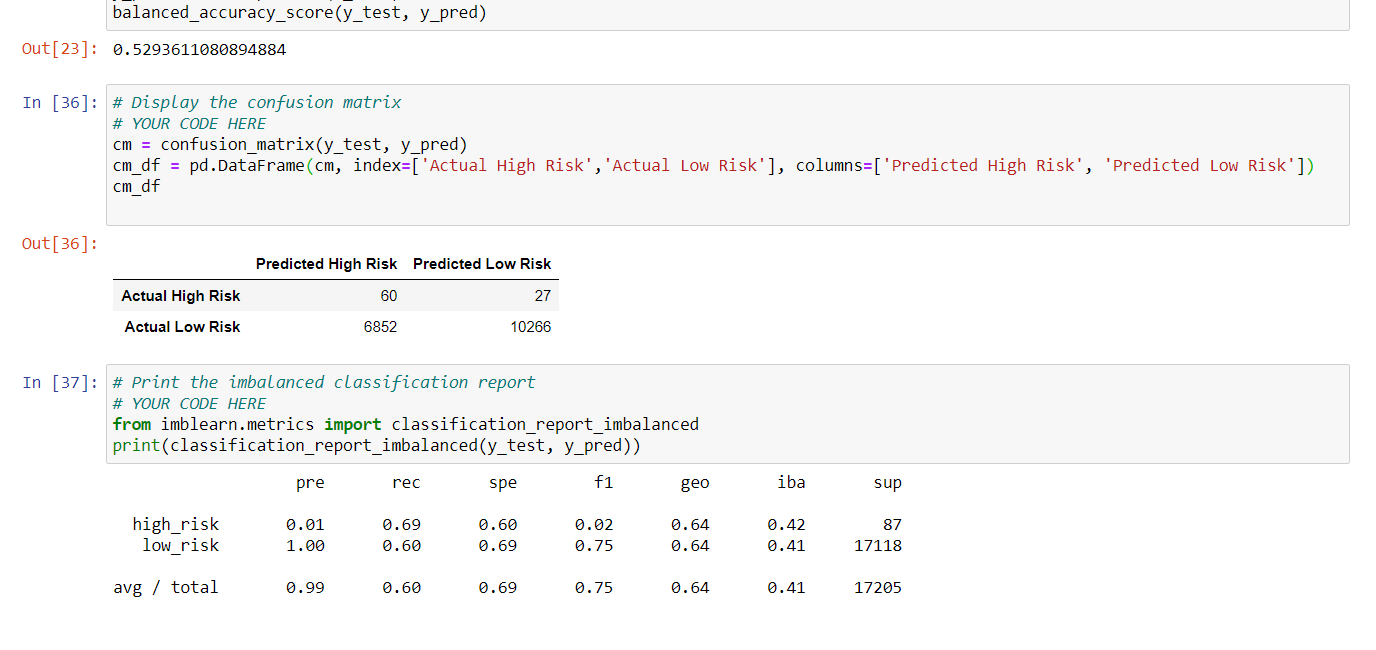 balanced_accuracy_score(y_test, y_pred)
Out[23]: 0.5293611080894884
In [36]: # Display the confusion matrix
# YOUR CODE HERE
cm = confusion_matrix(y_test, y_pred)
cm_df = pd.DataFrame(cm, index=['Actual High Risk','Actual Low Risk'], columns=['Predicted High Risk', 'Predicted Low Risk'])
cm_df
Out[36]:
Predicted High Risk Predicted Low Risk
Actual High Risk 60 27
Actual Low Risk 6852 10266
In [37]: # Print the imbalanced classification report
# YOUR CODE HERE
from imblearn.metrics import classification_report_imbalanced
print(classification_report_imbalanced(y_test, y_pred))
pre rec spe f1 geo iba sup
high_risk 0.01 0.69 0.60 0.02 0.64 0.42 87
low_risk 1.00 0.60 0.69 0.75 0.64 0.41 17118
avg / total 0.99 0.60 0.69 0.75 0.64 0.41 17205